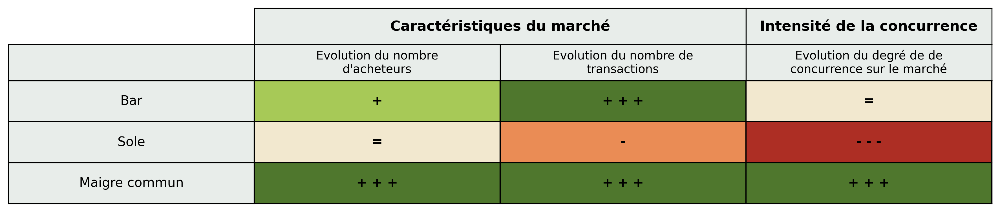 Caractéristiques du marché
Intensité de la concurrence
Evolution du nombre
d'acheteurs
Evolution du nombre de
transactions
Evolution du degré de de
concurrence sur le marché
Bar
+
+ + +
=
Sole
=
-
- - -
Maigre commun
+ + +
+ + +
+ + +